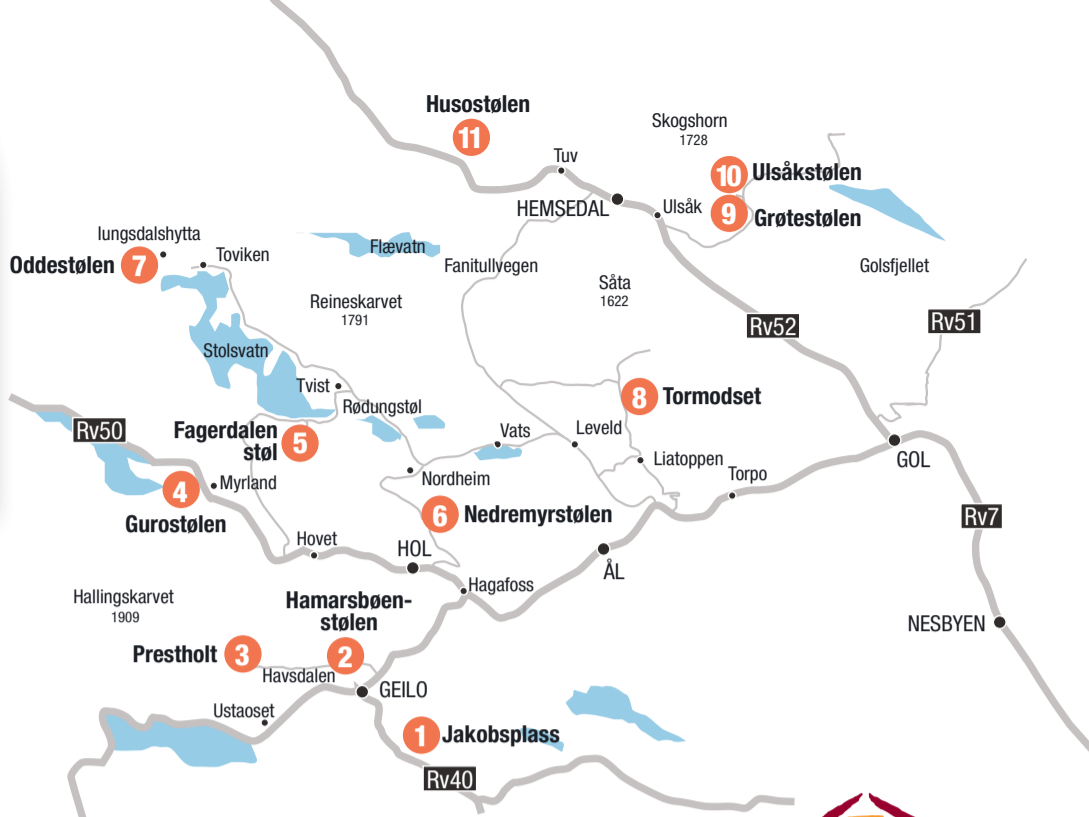 Husostølen
11
Skogshorn
1728
Tuv
10 Ulsåkstølen
HEMSEDAL
Ulsåk
9 Grøtestølen
Iungsdalshytta
Oddestølen 7
Toviken
Flævatn
Fanitullvegen
Golsfjellet
Såta
1622
Reineskarvet
1791
Rv52
Rv51
Stolsvatn
Tvist
Rødungstøl
8 Tormodset
Rv50
Fagerdalen
støl
5
Vats
Leveld
Liatoppen
GOL
Torpo
Nordheim
4
Myrland
Gurostølen
6 Nedremyrstølen
Rv7
Hovet
HOL
ÅL
Hagafoss
Hallingskarvet
1909
Hamarsbøen-
stølen
NESBYEN
Prestholt 3
2
Havsdalen
GEILO
Ustaoset
1 Jakobsplass
Rv40